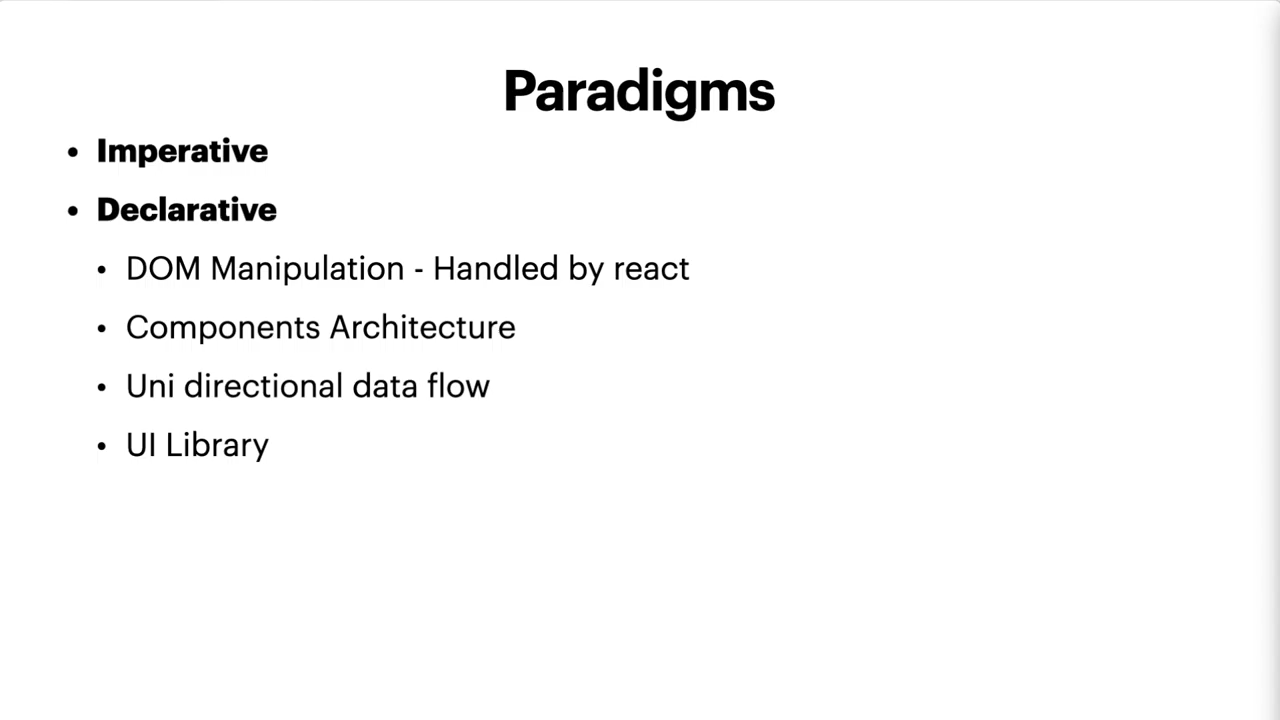 Paradigms
• Imperative
• Declarative
• DOM Manipulation - Handled by react
• Components Architecture
• Uni directional data flow
• UI Library